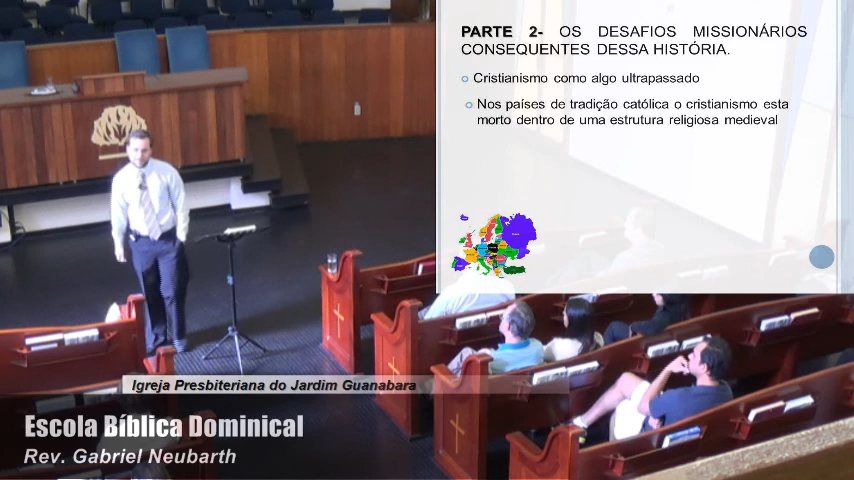 PARTE 2- OS DESAFIOS MISSIONÁRIOS
CONSEQUENTES DESSA HISTÓRIA.
Cristianismo como algo ultrapassado
Nos países de tradição católica o cristianismo esta
morto dentro de uma estrutura religiosa medieval
Igreja Presbiteriana do Jardim Guanabara
Escola Bíblica Dominical
Rev. Gabriel Neubarth